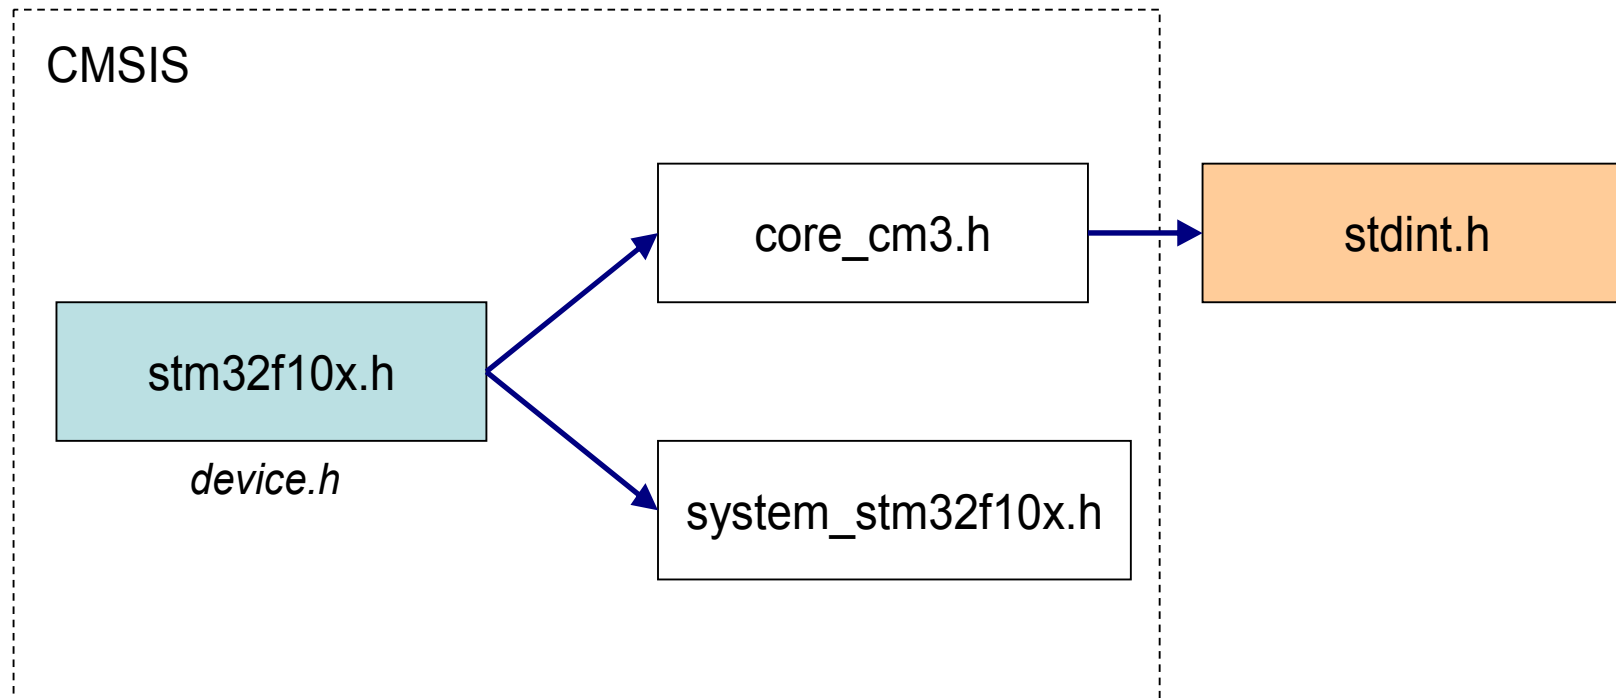 CMSIS
core_cm3.h
stdint.h
stm32f10x.h
device.h
system_stm32f10x.h